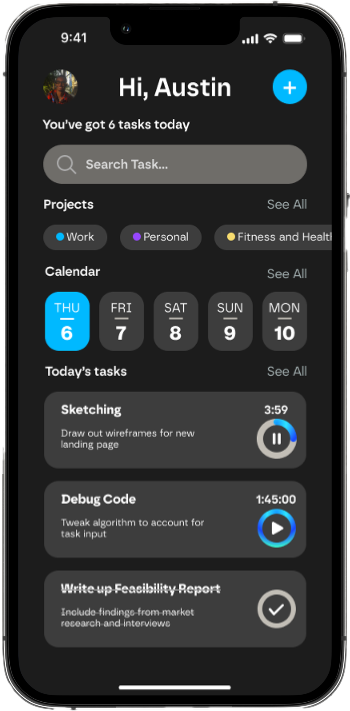 9:41
Hi, Austin
You've got 6 tasks today
Search Task...
Projects See All
Work Personal Fitness and Health
Calendar See All
THU FRI SAT SUN MON
6 7 8 9 10
Today's tasks See All
Sketching 3:59
Draw out wireframes for new
landing page
Debug Code 1:45:00
Tweak algorithm to account for
task input
Write up Feasibility Report
Include findings from market
research and interviews